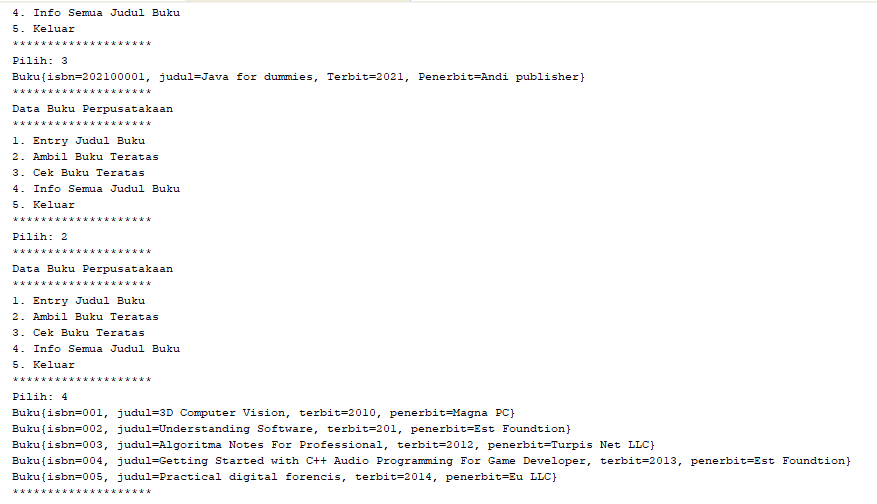 4. Info Semua Judul Buku
5. Keluar
********************
Pilih: 3
Buku{isbn=202100001, judul=Java for dummies, Terbit=2021, Penerbit=Andi publisher}
********************
Data Buku Perpusatakaan
********************
1. Entry Judul Buku
2. Ambil Buku Teratas
3. Cek Buku Teratas
4. Info Semua Judul Buku
5. Keluar
********************
Pilih: 2
********************
Data Buku Perpusatakaan
********************
1. Entry Judul Buku
2. Ambil Buku Teratas
3. Cek Buku Teratas
4. Info Semua Judul Buku
5. Keluar
********************
Pilih: 4
Buku{isbn=001, judul=3D Computer Vision, terbit=2010, penerbit=Magna PC}
Buku{isbn=002, judul=Understanding Software, terbit=201, penerbit=Est Foundtion}
Buku{isbn=003, judul=Algoritma Notes For Professional, terbit=2012, penerbit=Turpis Net LLC}
Buku{isbn=004, judul=Getting Started with C++ Audio Programming For Game Developer, terbit=2013, penerbit=Est Foundtion}
Buku{isbn=005, judul=Practical digital forencis, terbit=2014, penerbit=Eu LLC}
********************